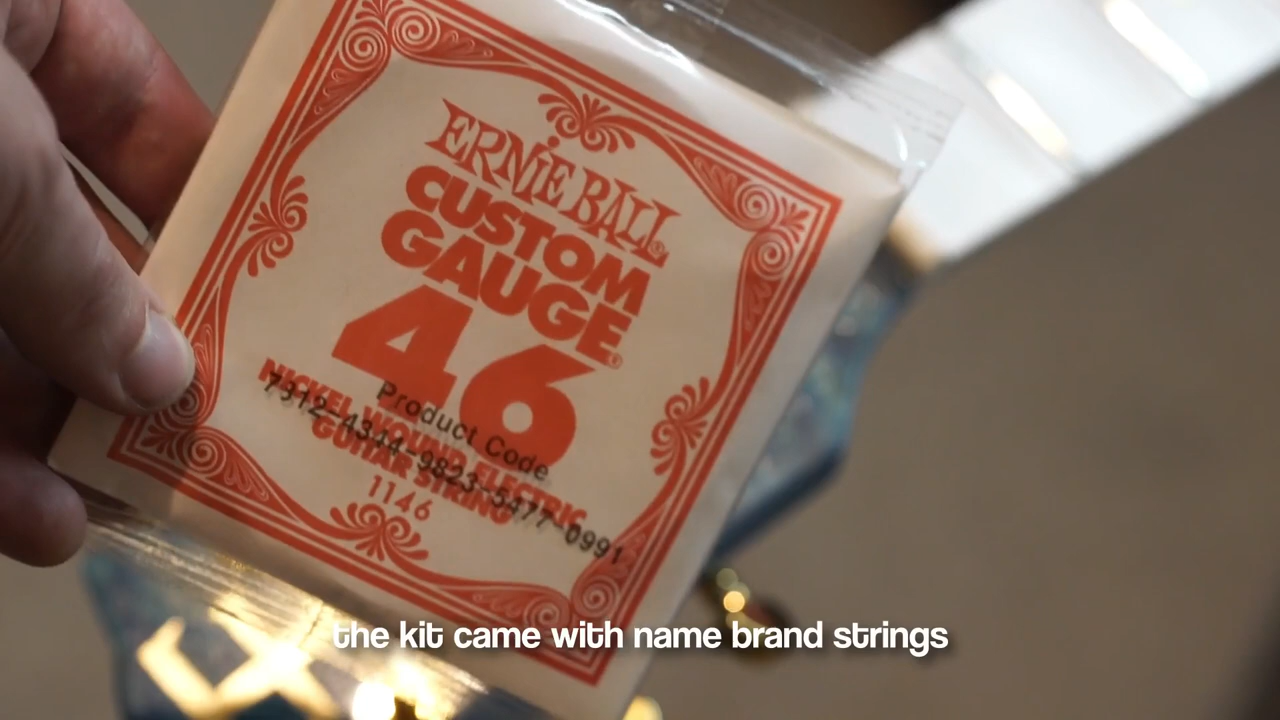 ERNIE BALL®
CUSTOM
GAUGE®
46
Product Code
7312-4344-9823-5477-0991
NICKEL WOUND ELECTRIC
GUITAR STRING
1146
the kit came with name brand strings